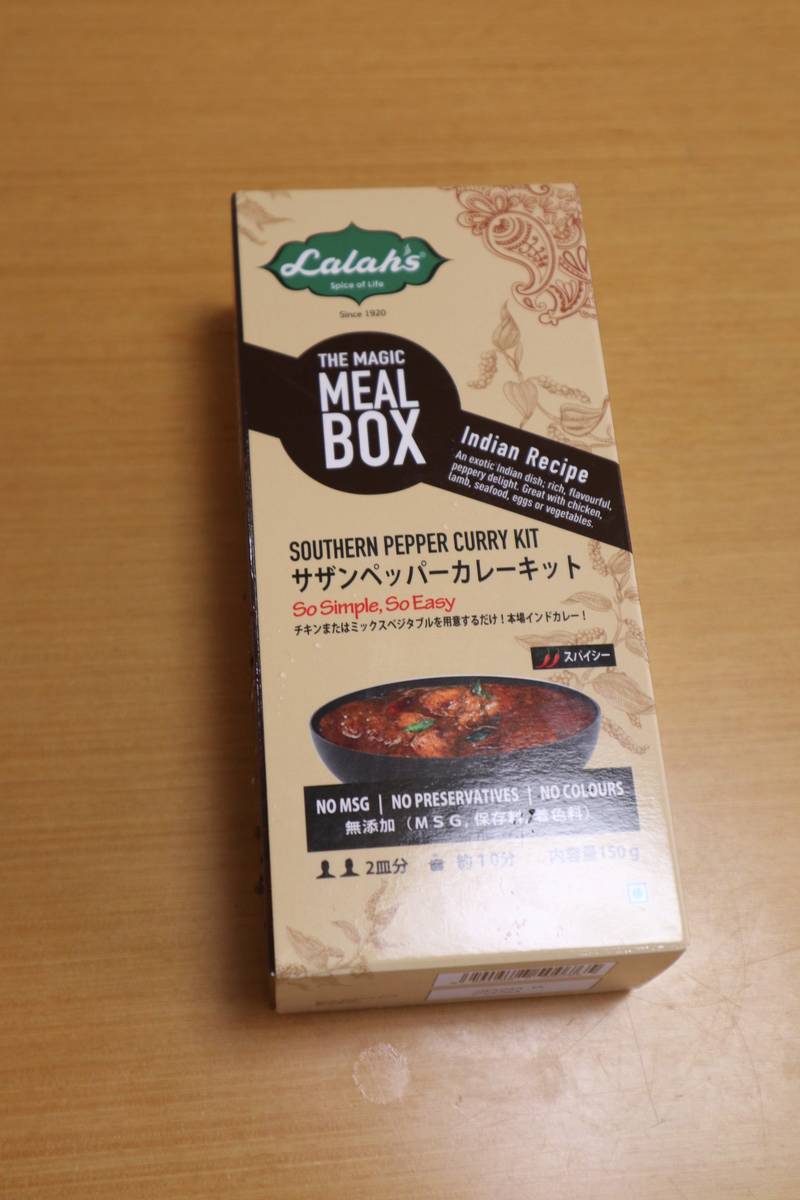 Lalah's
Spice of Life
Since 1920
THE MAGIC
MEAL
BOX
Indian Recipe
An exotic indian dish; rich, flavourful,
peppery delight. Great with chicken,
lamb, seafood, eggs or vegetables.
SOUTHERN PEPPER CURRY KIT
サザンペッパーカレーキット
So Simple, So Easy
チキンまたはミックスベジタブルを用意するだけ!本場インドカレー!
スパイシー
NO MSG | NO PRESERVATIVES | NO COLOURS
無添加(MSG, 保存料, 着色料)
2皿分 約10分 内容量150g